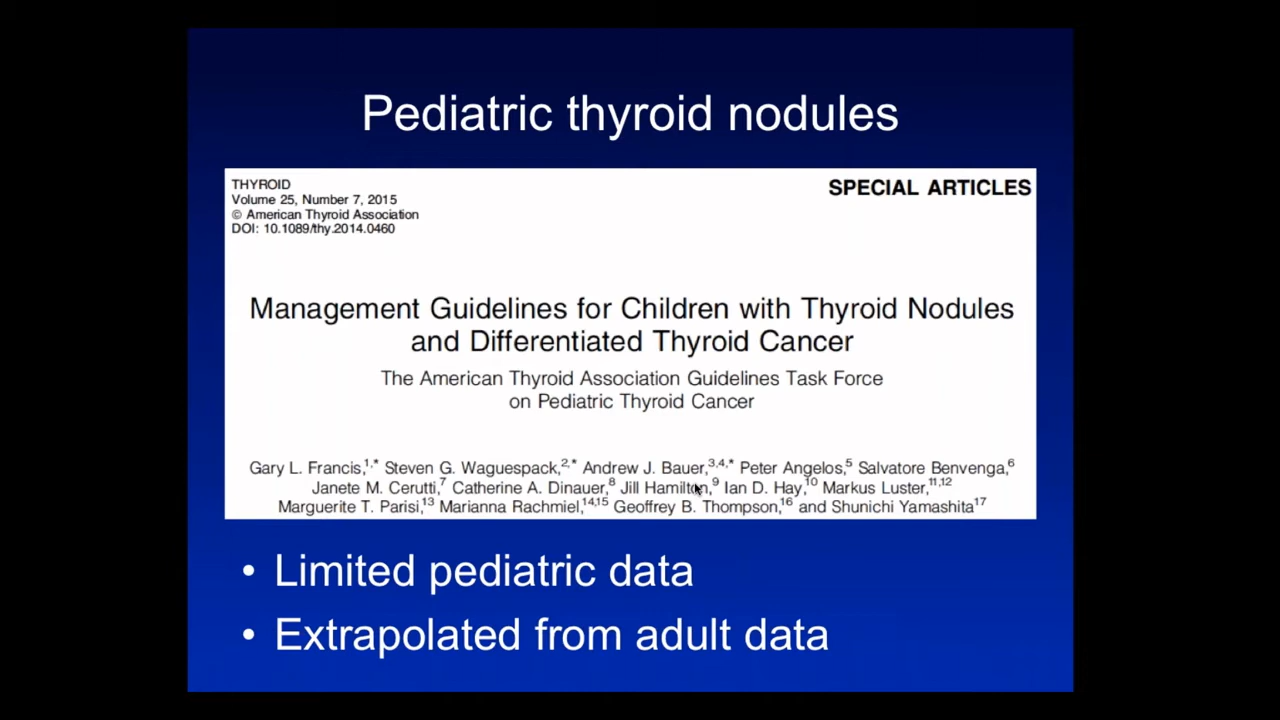 Pediatric thyroid nodules
THYROID
Volume 25, Number 7, 2015
© American Thyroid Association
DOI: 10.1089/thy.2014.0460
SPECIAL ARTICLES
Management Guidelines for Children with Thyroid Nodules
and Differentiated Thyroid Cancer
The American Thyroid Association Guidelines Task Force
on Pediatric Thyroid Cancer
Gary L. Francis,1,* Steven G. Waguespack,2,* Andrew J. Bauer,3,4,* Peter Angelos,5 Salvatore Benvenga,6
Janete M. Cerutti,7 Catherine A. Dinauer,8 Jill Hamilton,9 Ian D. Hay,10 Markus Luster,11,12
Marguerite T. Parisi,13 Marianna Rachmiel,14,15 Geoffrey B. Thompson,16 and Shunichi Yamashita17
• Limited pediatric data
• Extrapolated from adult data